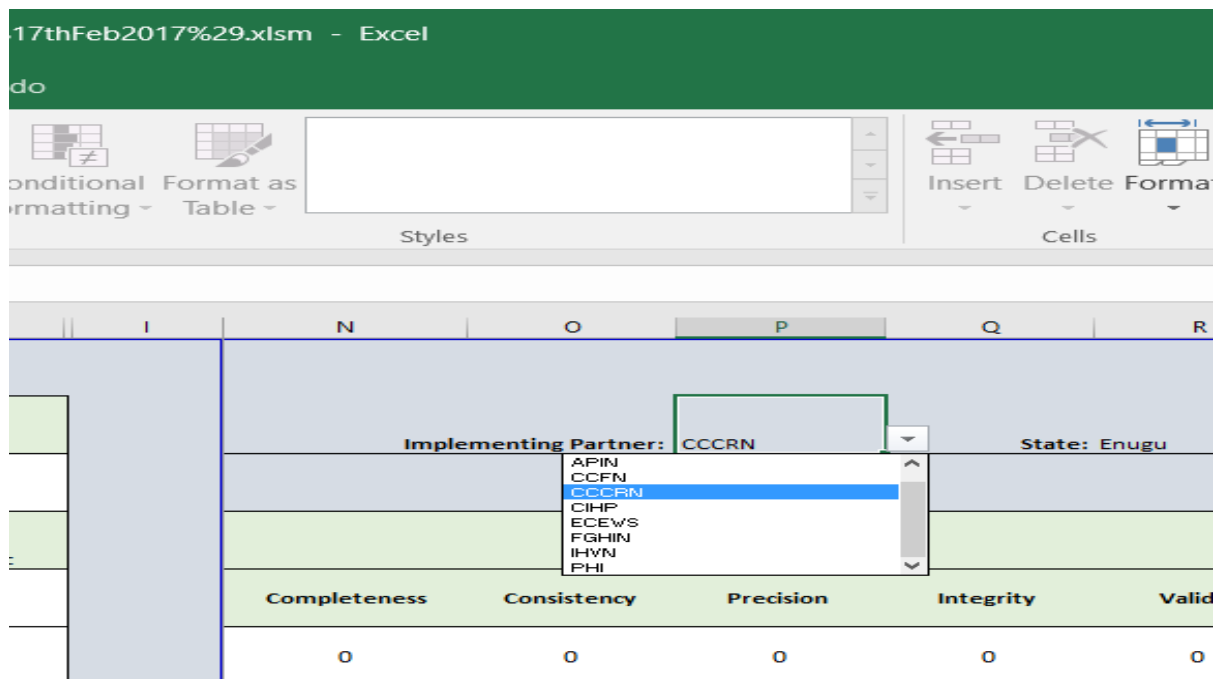 17thFeb2017%29.xlsm - Excel
do
onditional Format as
rmatting Table
Insert Delete Forma
Styles
Cells
I N O P Q R
Implementing Partner: CCCRN State: Enugu
APIN
CCFN
CCCRN
CIHP
ECEWS
FGHIN
IHVN
PHI
Completeness Consistency Precision Integrity Valid
0 0 0 0 0